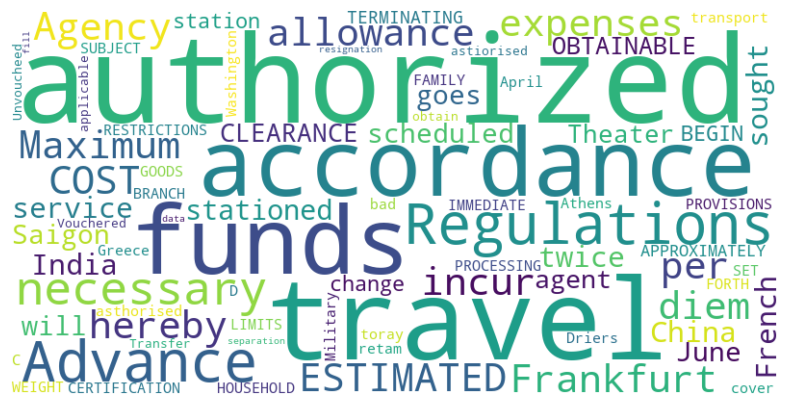 Unvoucheed
fill
SUBJECT
Agency
station
Washington
resignation
allowance
TERMINATING
astiorised
expenses
OBTAINABLE
transport
applicable
authorized
FAMILY
April
goes
obtain
sought
RESTRICTIONS
CLEARANCE
scheduled
Theater
BEGIN
Maximum
COST
GOODS
BRANCH
accordance
service
stationed
bad
IMMEDIATE
Athens
PROVISIONS
Saigon
Vouchered
data
funds
Regulations
India
Greece
PROCESSING
twice
APPROXIMATELY
SET
FORTH
per
necessary
D
change
incur
agent
diem
French
will
asthorised
hereby
LIMITS
Military
toray
travel
Driers
China
Transfer
separation
retam
June
C
Advance
ESTIMATED
Frankfurt
WEIGHT
CERTIFICATION
HOUSEHOLD
cover